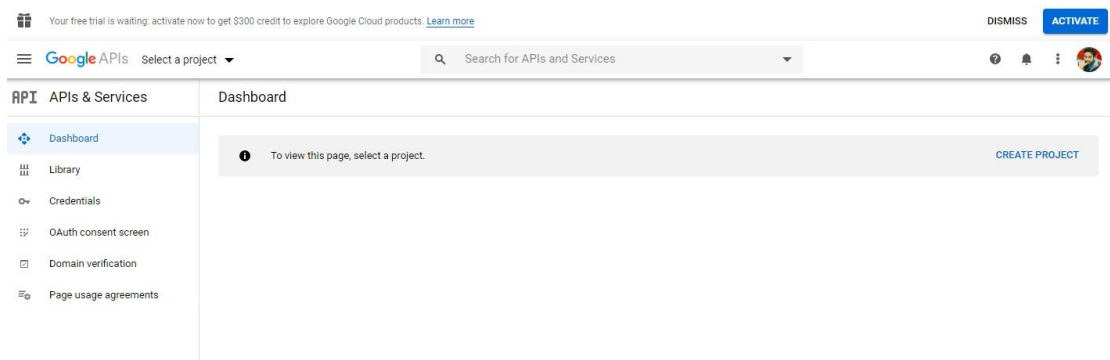 Your free trial is waiting: activate now to get $300 credit to explore Google Cloud products. Learn more
DISMISS
ACTIVATE
Google APIs
Select a project
Search for APIs and Services
API APIs & Services
Dashboard
Dashboard
To view this page, select a project.
CREATE PROJECT
Library
Credentials
OAuth consent screen
Domain verification
Page usage agreements